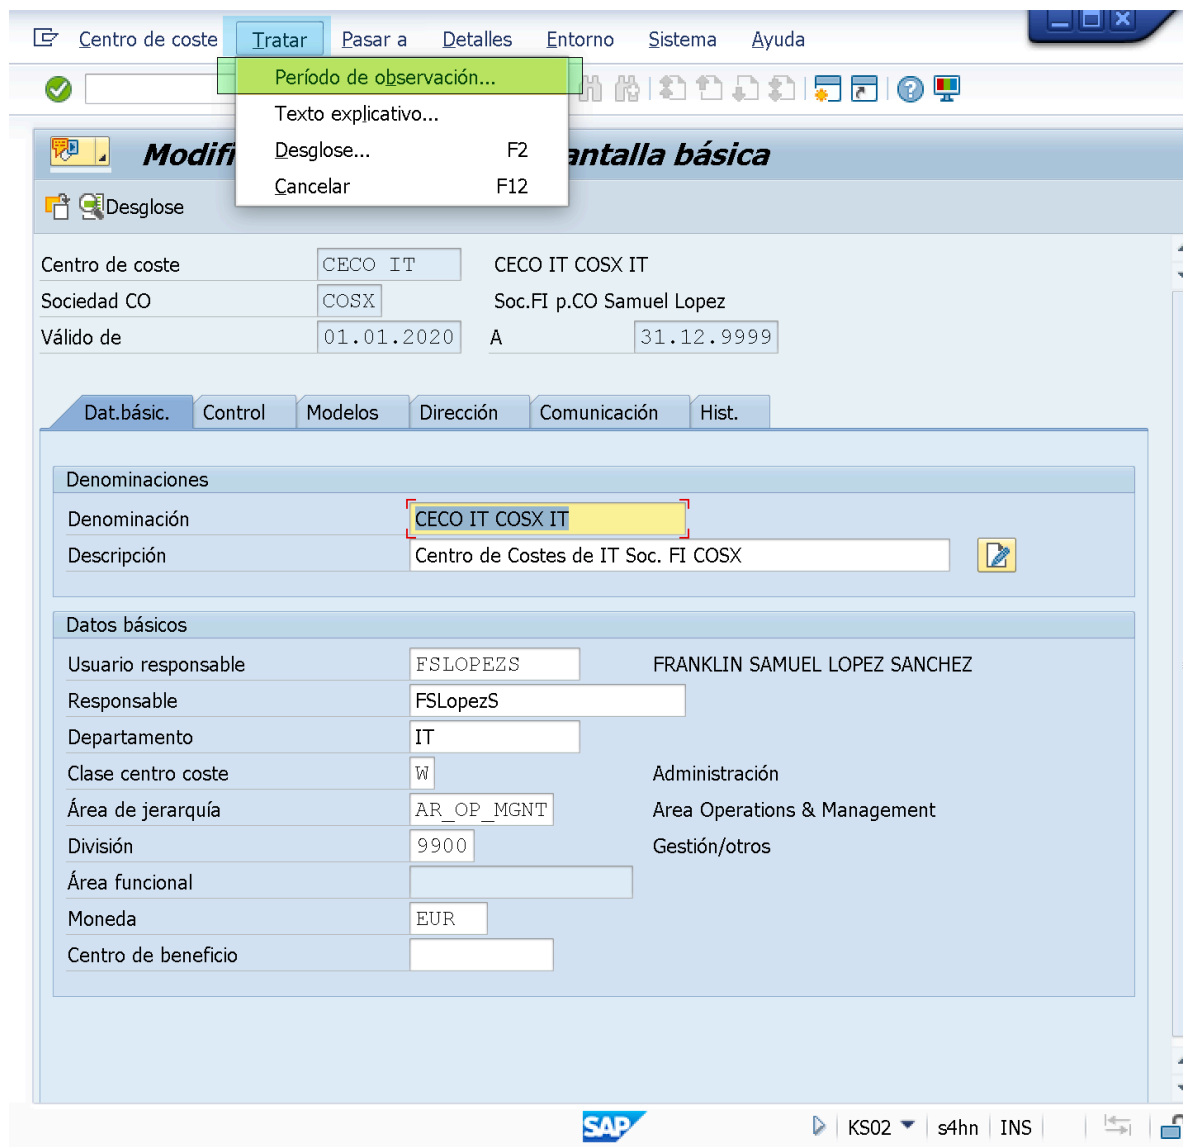 Centro de coste Tratar Pasar a Detalles Entorno Sistema Ayuda
Período de observación...
Texto explicativo...
Desglose... F2
Cancelar F12
Modifi antalla básica
Desglose
Centro de coste CECO IT CECO IT COSX IT
Sociedad CO COSX Soc.FI p.CO Samuel Lopez
Válido de 01.01.2020 A 31.12.9999
Dat.básic. Control Modelos Dirección Comunicación Hist.
Denominaciones
Denominación CECO IT COSX IT
Descripción Centro de Costes de IT Soc. FI COSX
Datos básicos
Usuario responsable FSLOPEZS FRANKLIN SAMUEL LOPEZ SANCHEZ
Responsable FSLopezS
Departamento IT
Clase centro coste W Administración
Área de jerarquía AR_OP_MGNT Area Operations & Management
División 9900 Gestión/otros
Área funcional
Moneda EUR
Centro de beneficio
SAP KS02 s4hn INS